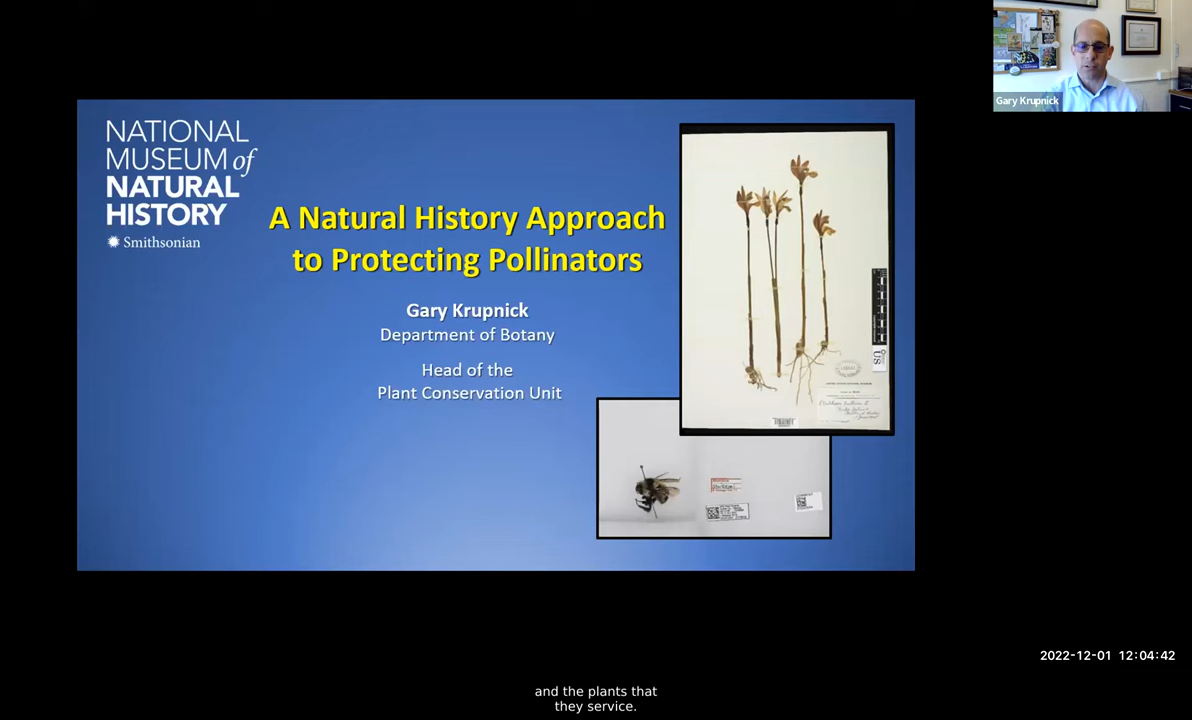 NATIONAL
MUSEUM of
NATURAL
HISTORY
Smithsonian
A Natural History Approach
to Protecting Pollinators
Gary Krupnick
Department of Botany
Head of the
Plant Conservation Unit
US
Gary Krupnick
2022-12-01 12:04:42
and the plants that
they service.